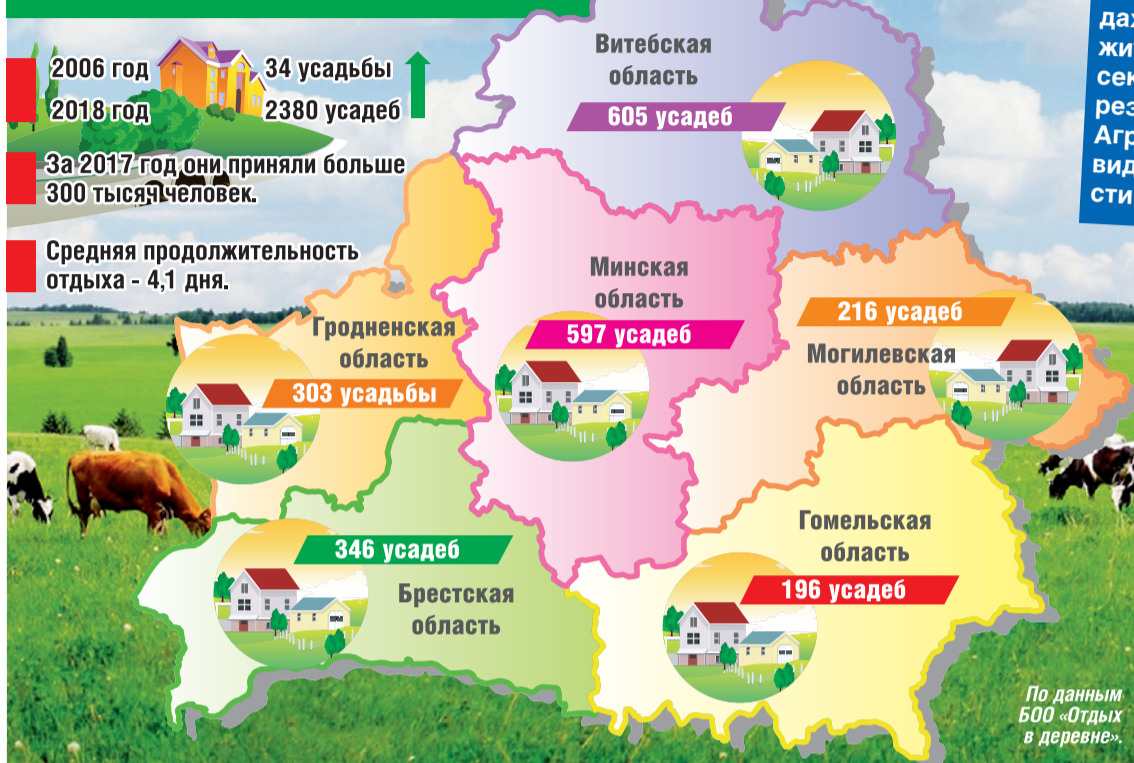 2006 год 34 усадьбы
2018 год 2380 усадеб
За 2017 год они приняли больше
300 тысяч человек.
Средняя продолжительность
отдыха - 4,1 дня.
Витебская
область
605 усадеб
Минская
область
597 усадеб
216 усадеб
Могилевская
область
Гродненская
область
303 усадьбы
346 усадеб
Брестская
область
Гомельская
область
196 усадеб
По данным
БОО «Отдых
в деревне».